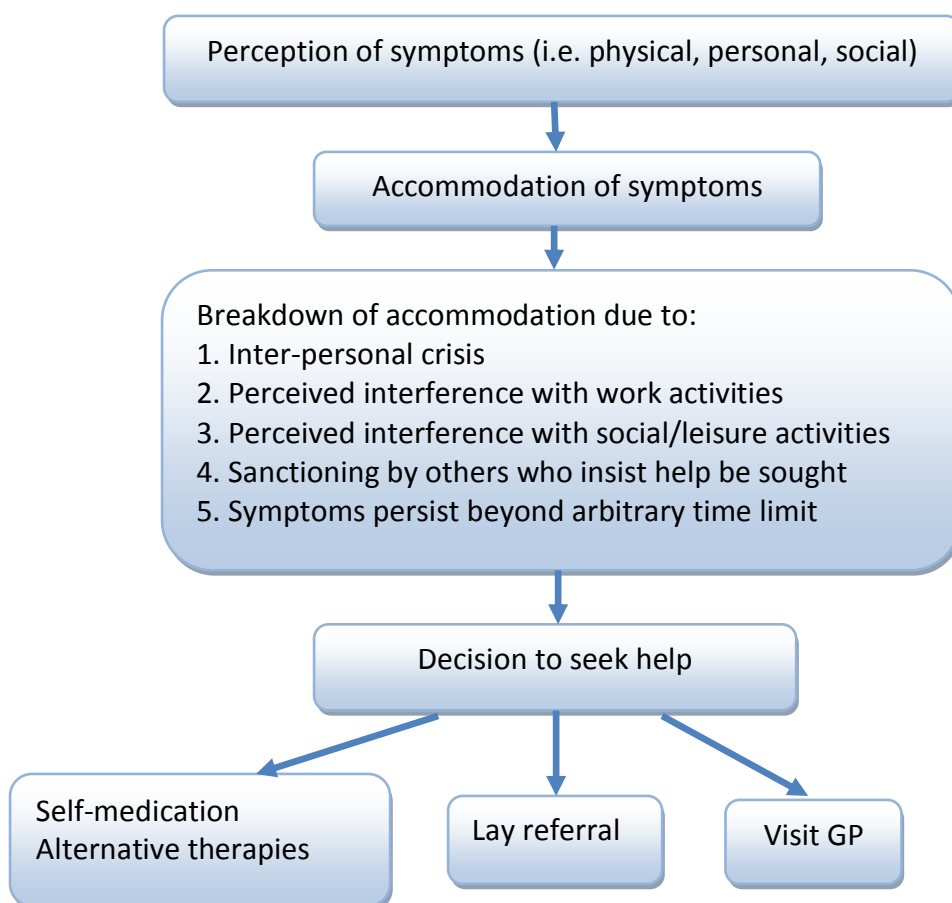 Perception of symptoms (i.e. physical, personal, social)
Accommodation of symptoms
Breakdown of accommodation due to:
1. Inter-personal crisis
2. Perceived interference with work activities
3. Perceived interference with social/leisure activities
4. Sanctioning by others who insist help be sought
5. Symptoms persist beyond arbitrary time limit
Decision to seek help
Self-medication
Alternative therapies
Lay referral
Visit GP